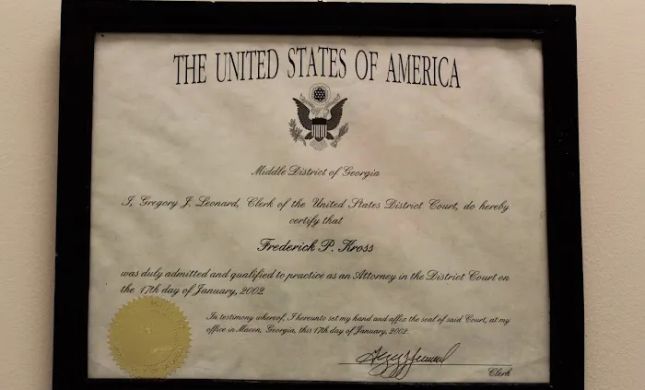 THE UNITED STATES OF AMERICA
Middle District of Georgia
I, Gregory J. Leonard, Clerk of the United States District Court, do hereby
certify that
Frederick P. Kross
was duly admitted and qualified to practice as an Attorney in the District Court on
the 17th day of January, 2002.
In testimony whereof, I hereunto set my hand and affix the seal of said Court, at my
office in Macon, Georgia, this 17th day of January, 2002.
Clerk